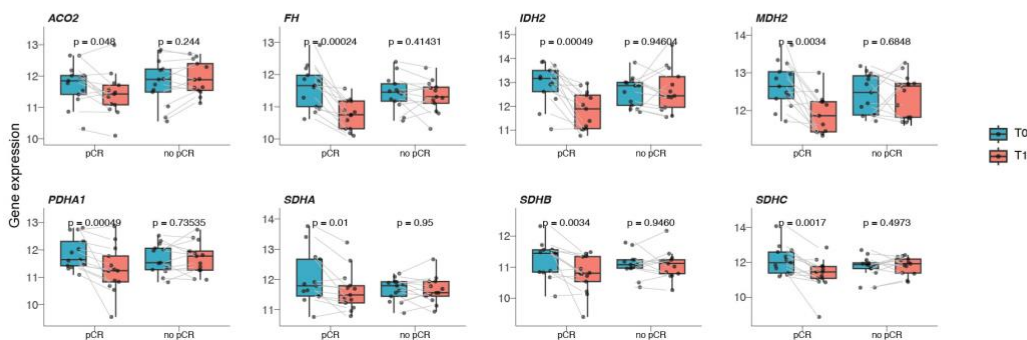 ACO2 FH IDH2 MDH2
p = 0.048 p = 0.244 p = 0.00024 p = 0.41431 p = 0.00049 p = 0.94604 p = 0.0034 p = 0.6848
13 12 11 10
13 12 11 10
14 13 12 11
13 12
pCR no pCR pCR no pCR pCR no pCR pCR no pCR
Gene expression
T0
T1
PDHA1 SDHA SDHB SDHC
p = 0.00049 p = 0.73535 p = 0.01 p = 0.95 p = 0.0034 p = 0.9460 p = 0.0017 p = 0.4973
13 12 11 10
14 13 12 11
12 11 10
14 12 10
pCR no pCR pCR no pCR pCR no pCR pCR no pCR